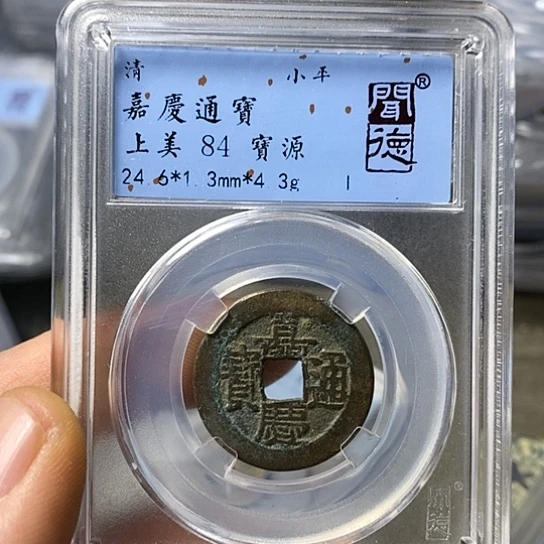 清 小平
嘉慶通寶
上美 84 寶源
24.6*1.3mm*4.3g
聞德®
嘉慶通寶